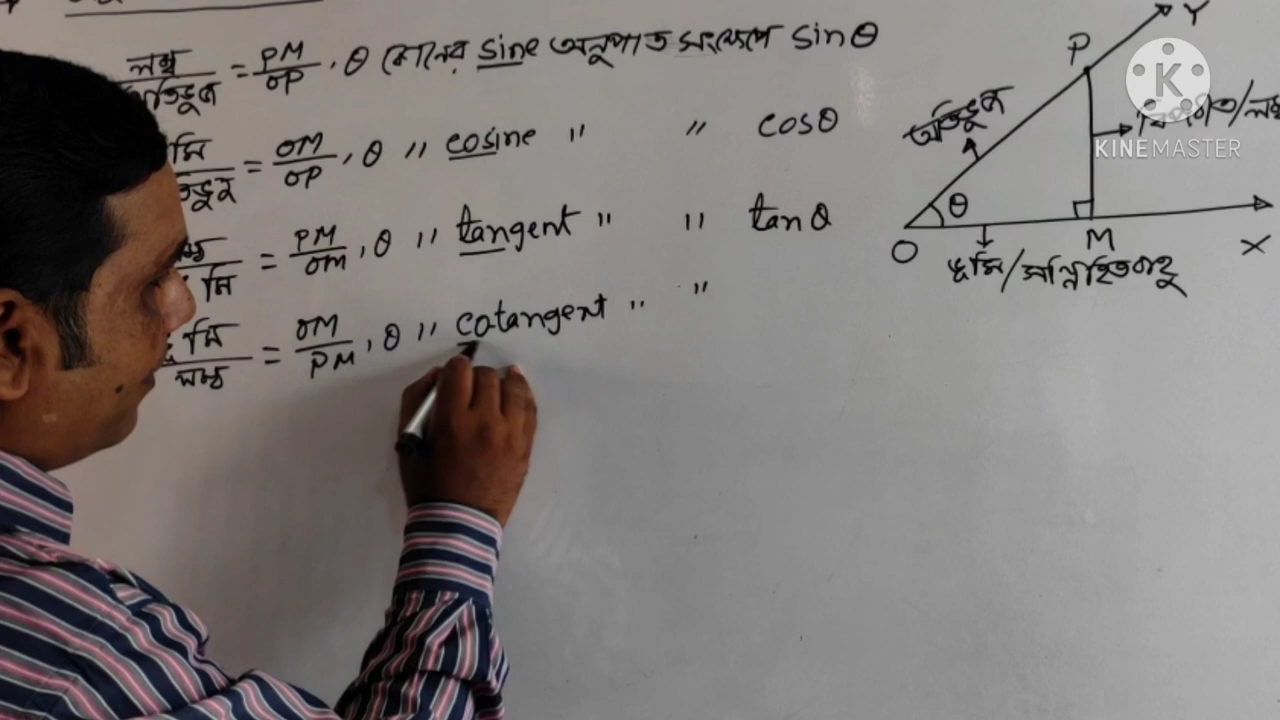 লম্ব
অতিভুজ = PM/OP , θ কোনের sine অনুপাত সংক্ষেপে sinθ
= OM/OP , θ " cosine " " cosθ
= PM/OM , θ " tangent " " tanθ
ভূমি/লম্ব = OM/PM , θ " cotangent " "
Y
P
অতিভুজ
বিপরীত/লম্ব
KINEMASTER
θ
O
M
X
ভূমি/সন্নিহিতবাহু